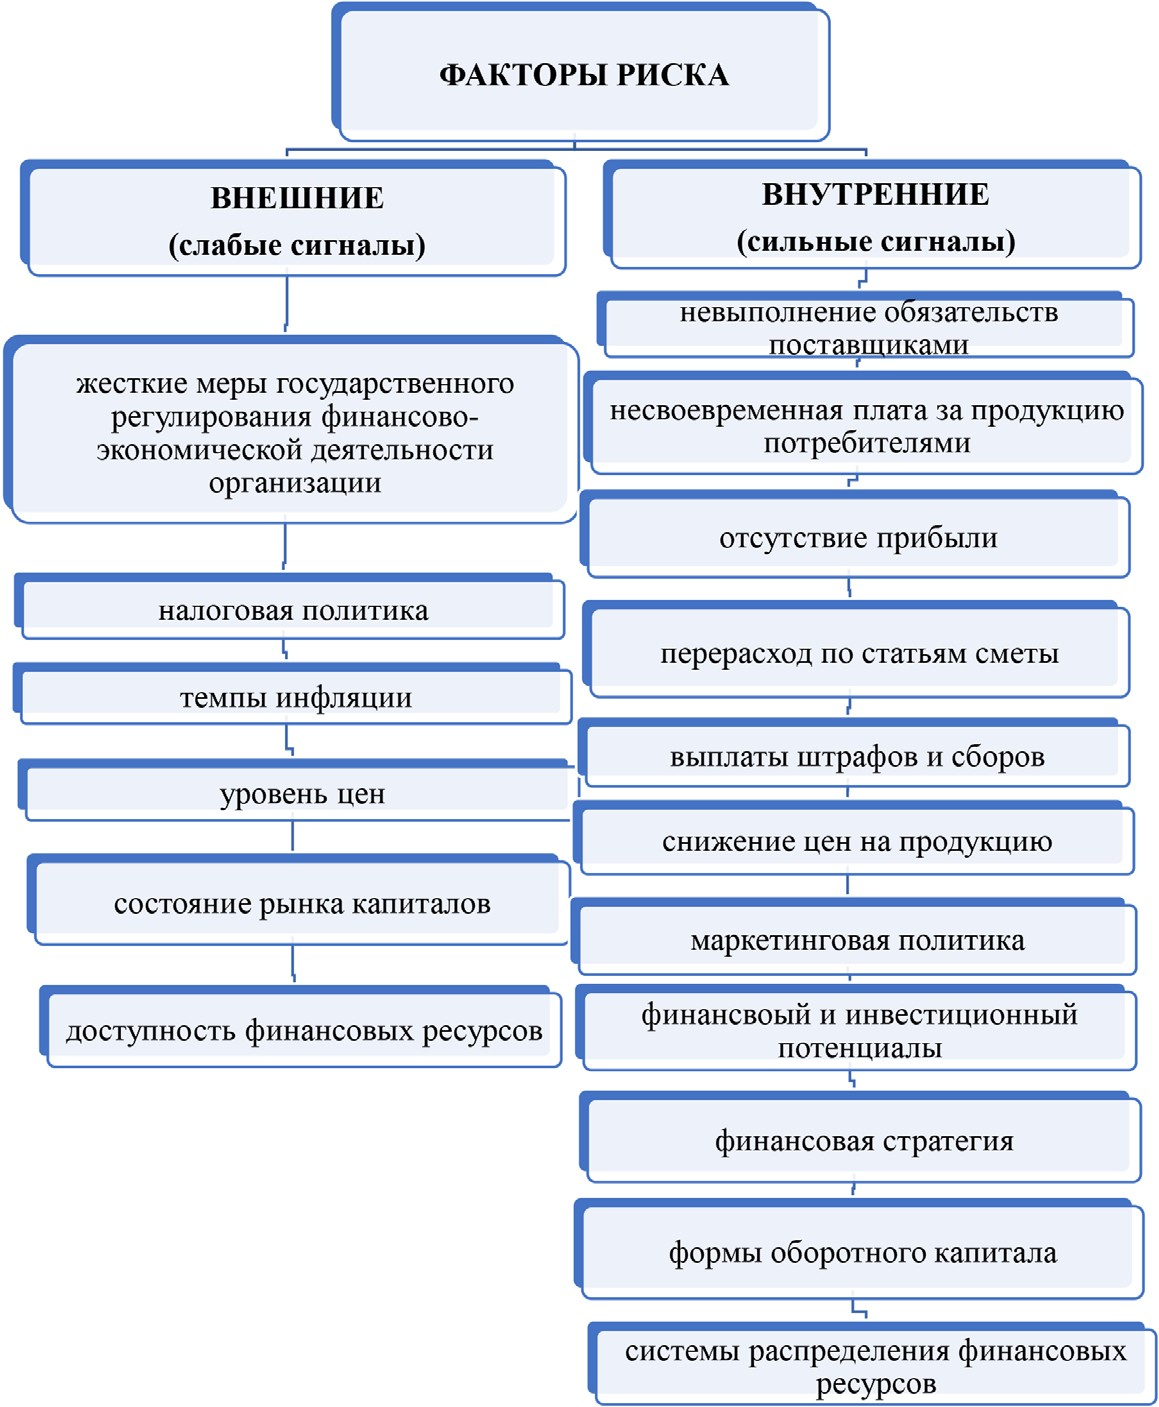 ФАКТОРЫ РИСКА
ВНЕШНИЕ
(слабые сигналы)
жесткие меры государственного
регулирования финансово-
экономической деятельности
организации
налоговая политика
темпы инфляции
уровень цен
состояние рынка капиталов
доступность финансовых ресурсов
ВНУТРЕННИЕ
(сильные сигналы)
невыполнение обязательств
поставщиками
несвоевременная плата за продукцию
потребителями
отсутствие прибыли
перерасход по статьям сметы
выплаты штрафов и сборов
снижение цен на продукцию
маркетинговая политика
финансвоый и инвестиционный
потенциалы
финансовая стратегия
формы оборотного капитала
системы распределения финансовых
ресурсов